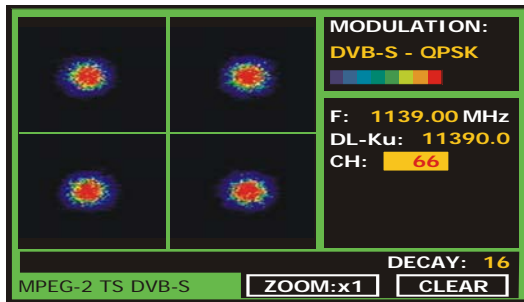 MODULATION:
DVB-S - QPSK
F: 1139.00 MHz
DL-Ku: 11390.0
CH: 66
DECAY: 16
MPEG-2 TS DVB-S ZOOM:x1 CLEAR